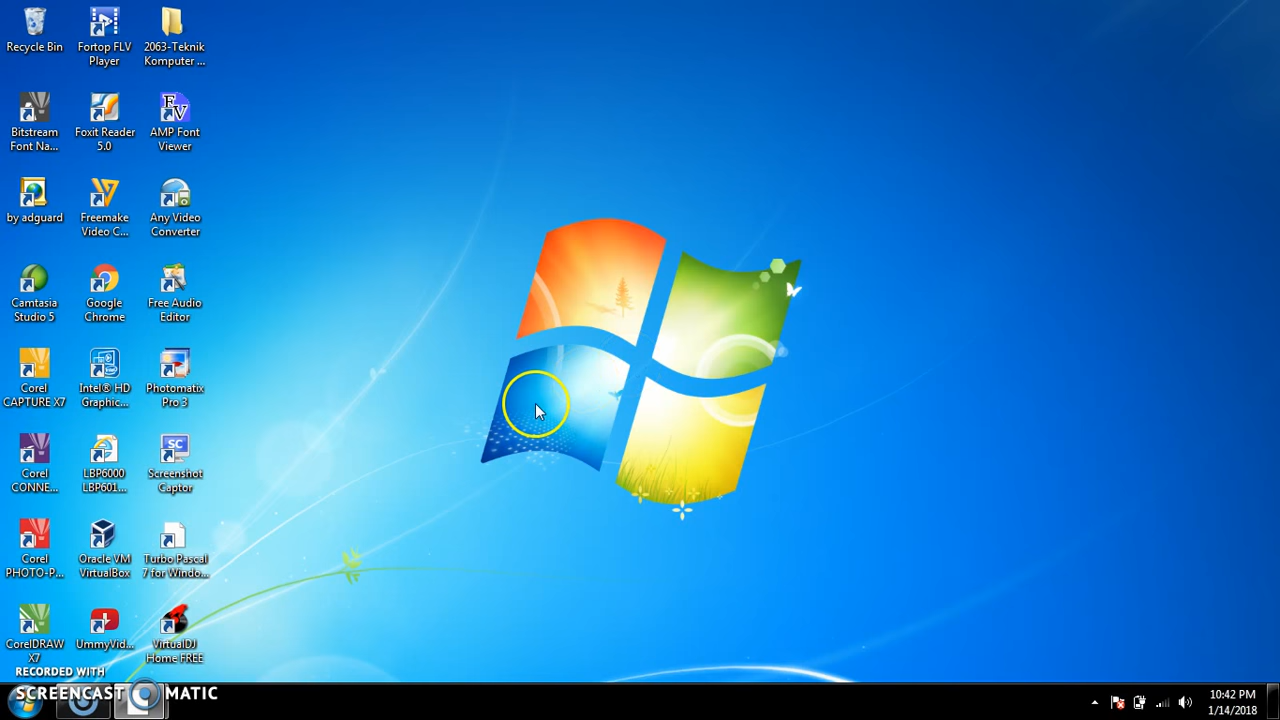 Recycle Bin
Fortop FLV
Player
2063-Teknik
Komputer ...
Bitstream
Font Na...
Foxit Reader
5.0
FV
AMP Font
Viewer
by adguard
Freemake
Video C...
Any Video
Converter
Camtasia
Studio 5
Google
Chrome
Free Audio
Editor
Corel
CAPTURE X7
Intel® HD
Graphic...
Photomatix
Pro 3
Corel
CONNE...
LBP6000
LBP601...
SC
Screenshot
Captor
Corel
PHOTO-P...
Oracle VM
VirtualBox
Turbo Pascal
7 for Windo...
CorelDRAW
X7
UmmyVid...
VirtualDJ
Home FREE
RECORDED WITH
SCREENCAST MATIC
10:42 PM
1/14/2018